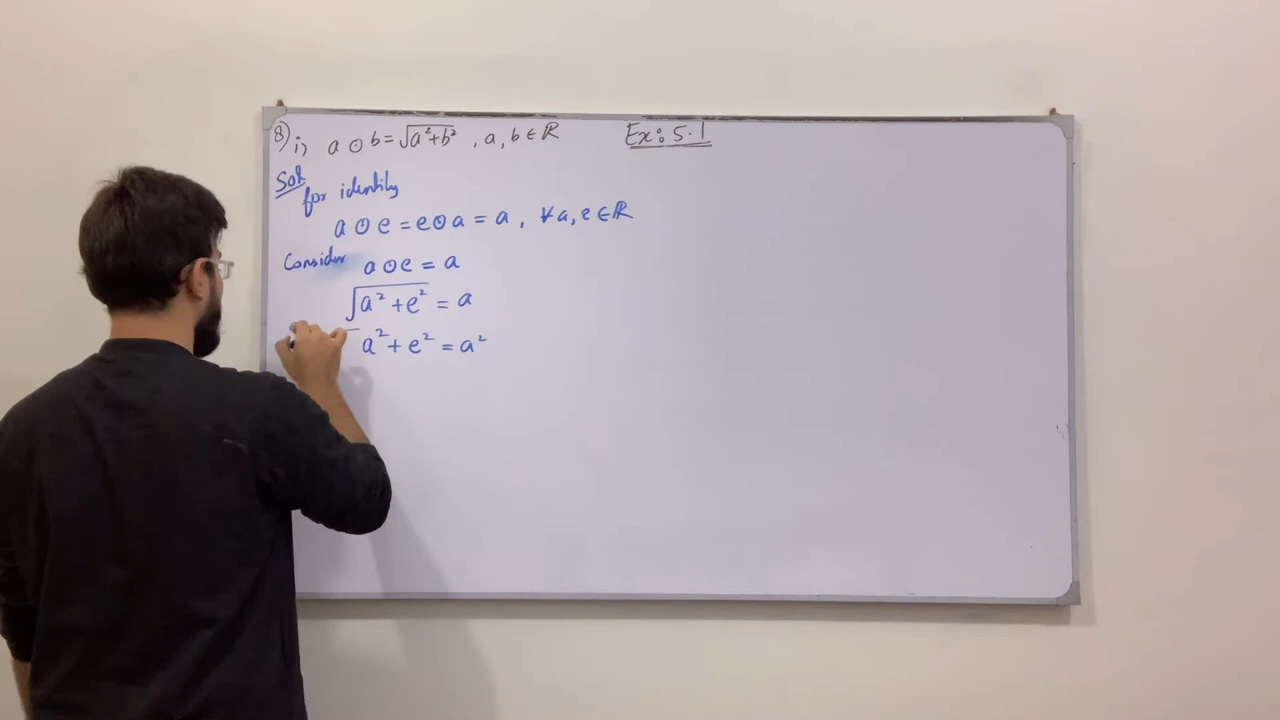 8) i) a ⊙ b = √a²+b² , a, b ∈ ℝ Ex: 5.1
Sol
for identity
a ⊙ e = e ⊙ a = a , ∀ a, e ∈ ℝ
Consider a ⊙ e = a
√a² + e² = a
a² + e² = a²